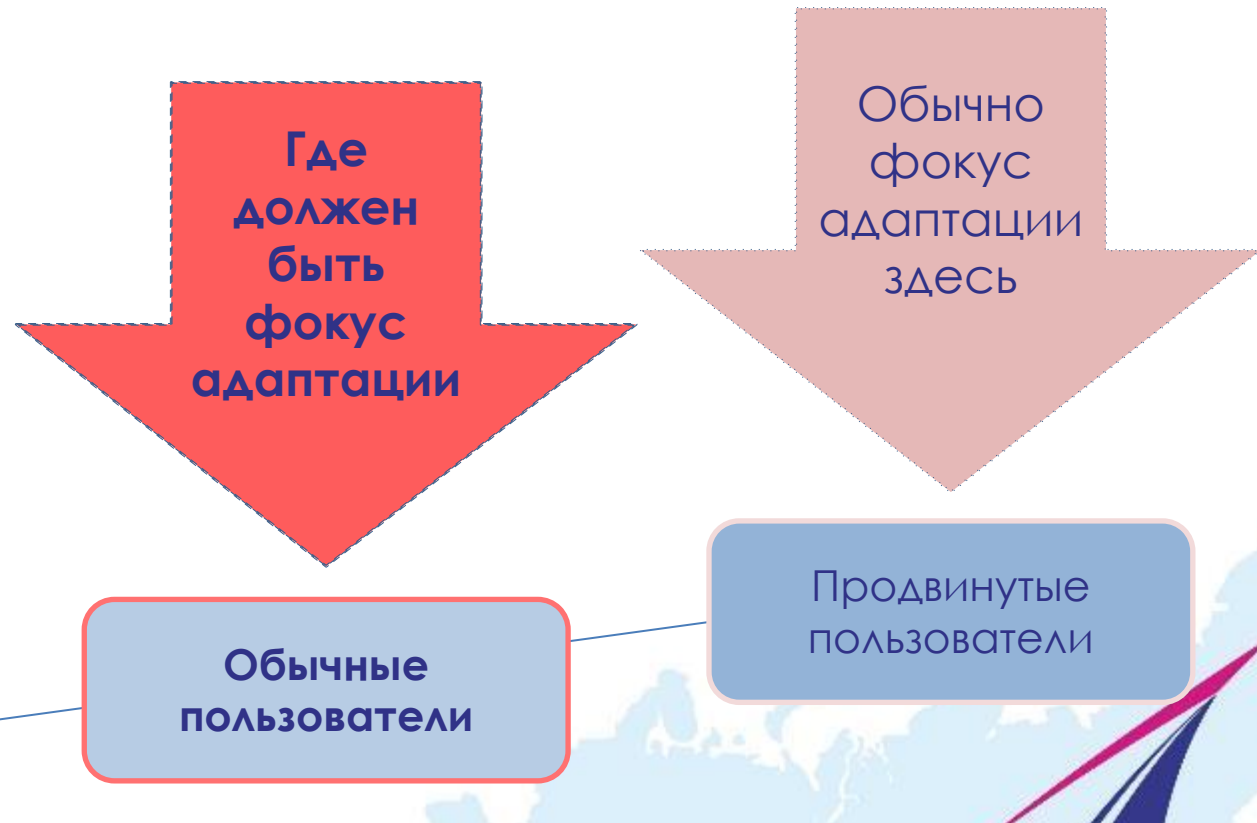 Где
должен
быть
фокус
адаптации
Обычно
фокус
адаптации
здесь
Обычные
пользователи
Продвинутые
пользователи